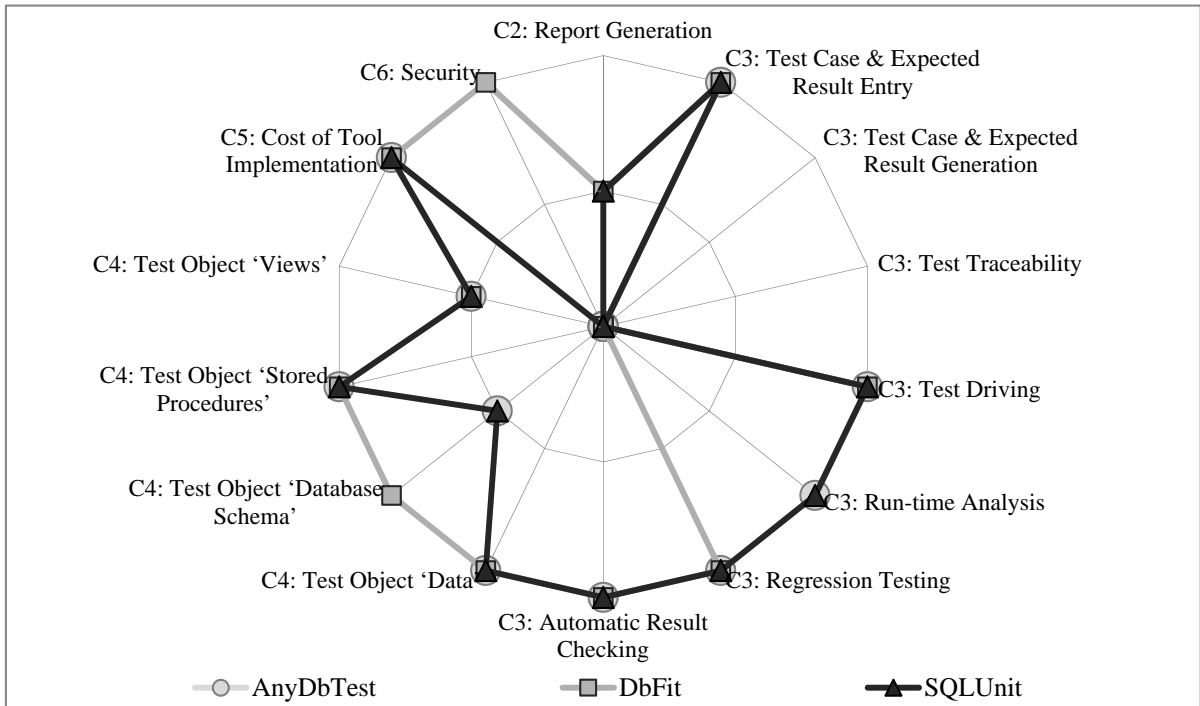 C2: Report Generation
C6: Security
C3: Test Case & Expected
Result Entry
C5: Cost of Tool
Implementation
C3: Test Case & Expected
Result Generation
C4: Test Object ‘Views’
C3: Test Traceability
C4: Test Object ‘Stored
Procedures’
C3: Test Driving
C4: Test Object ‘Database
Schema’
C3: Run-time Analysis
C4: Test Object ‘Data’
C3: Regression Testing
C3: Automatic Result
Checking
AnyDbTest
DbFit
SQLUnit